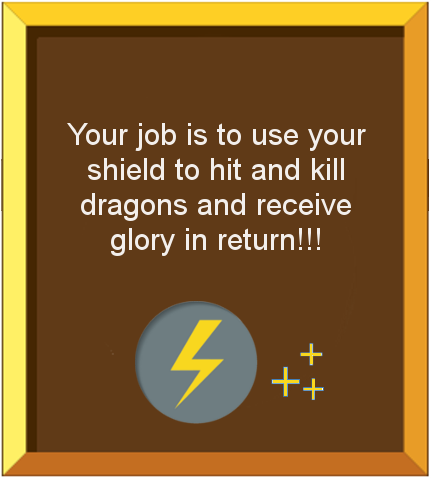 Your job is to use your
shield to hit and kill
dragons and receive
glory in return!!!